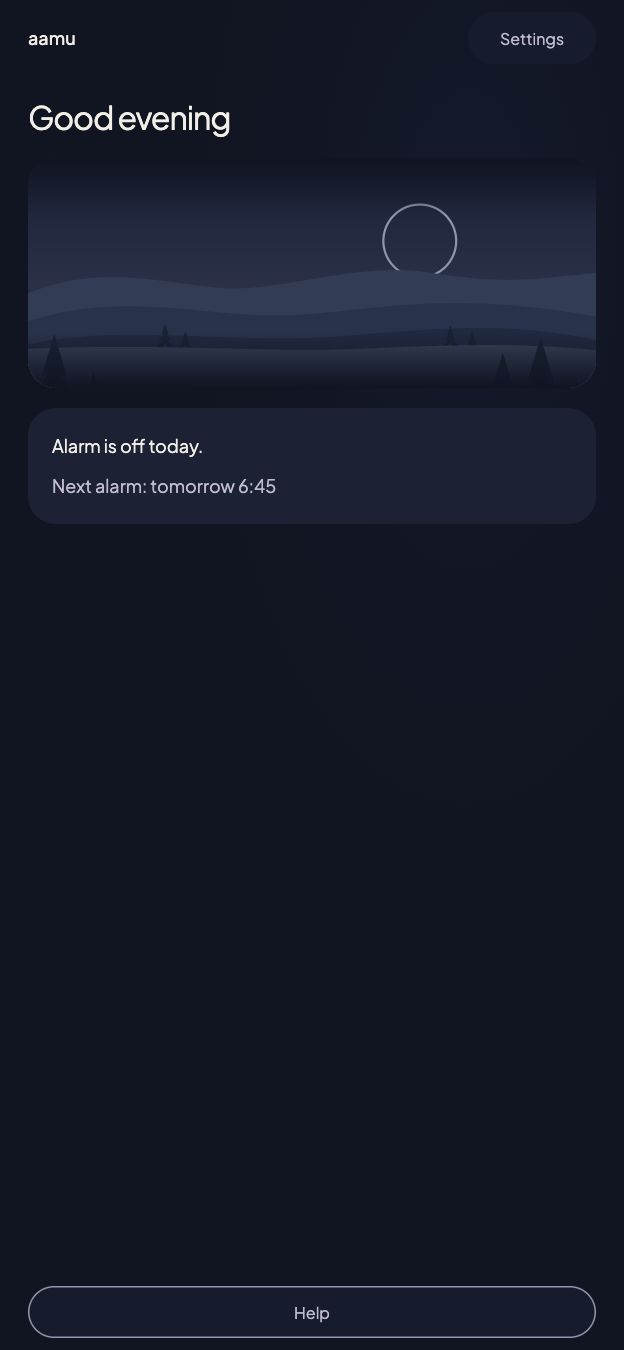 aamu
Settings
Good evening
Alarm is off today.
Next alarm: tomorrow 6:45
Help